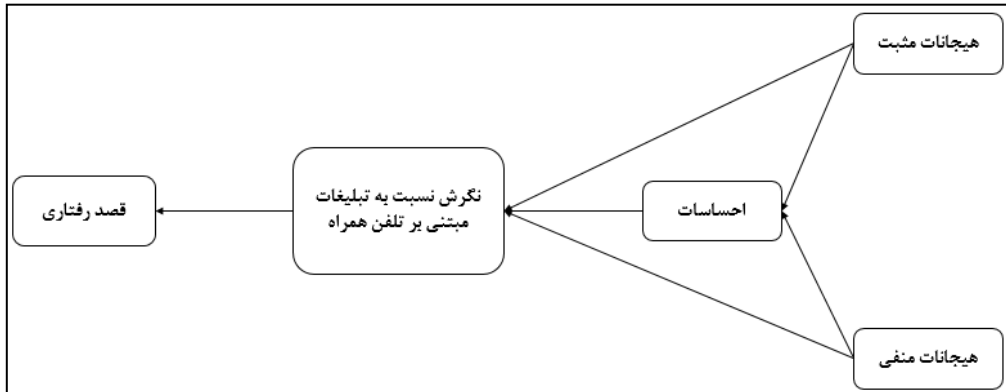 هیجانات مثبت
احساسات
نگرش نسبت به تبلیغات
مبتنی بر تلفن همراه
قصد رفتاری
هیجانات منفی